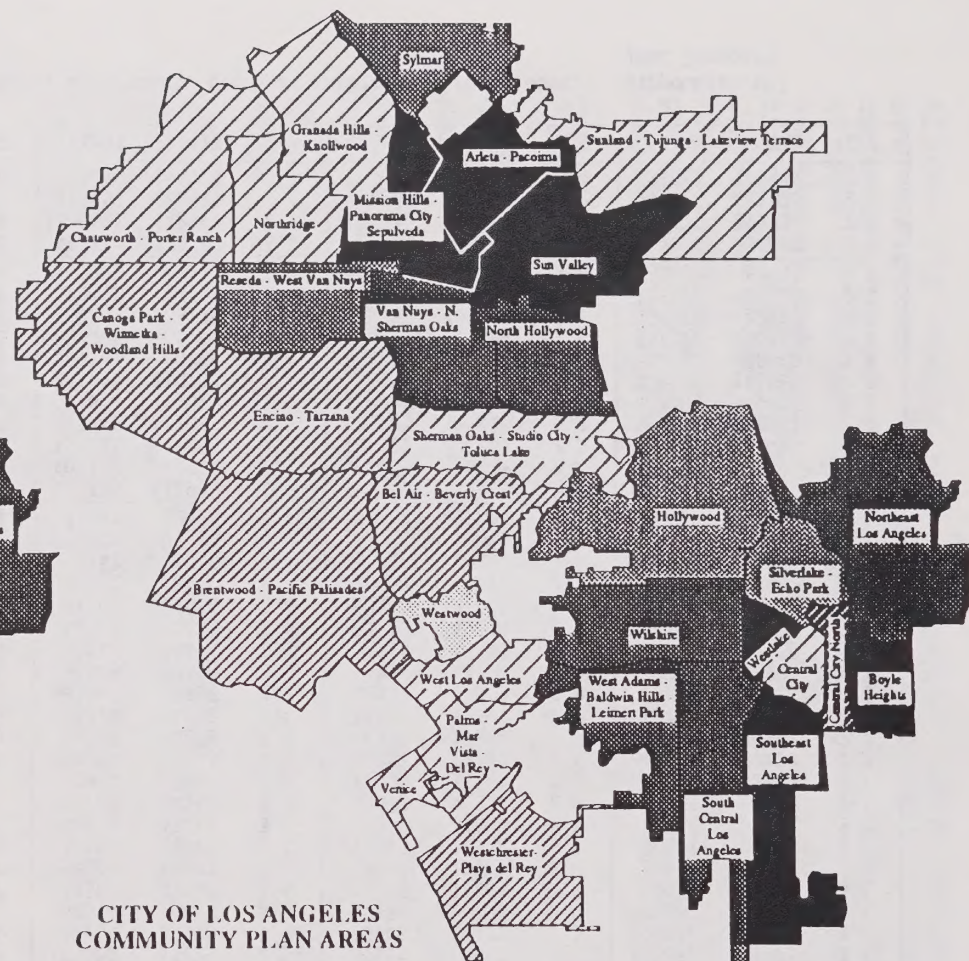 Sylmar
Granada Hills -
Knollwood
Arleta - Pacoima
Sunland - Tujunga - Lakeview Terrace
Mission Hills -
Panorama City
Sepulveda
Northridge
Chatsworth - Porter Ranch
Sun Valley
Reseda - West Van Nuys
Canoga Park -
Winnetka -
Woodland Hills
Van Nuys - N.
Sherman Oaks
North Hollywood
Encino - Tarzana
Sherman Oaks - Studio City -
Toluca Lake
Bel Air - Beverly Crest
Hollywood
Northeast
Los Angeles
Brentwood - Pacific Palisades
Silverlake -
Echo Park
Westwood
Wilshire
Westlake
Central
City
Central City North
West Los Angeles
West Adams -
Baldwin Hills -
Leimert Park
Boyle
Heights
Palms -
Mar
Vista -
Del Rey
Southeast
Los
Angeles
Venice
South
Central
Los
Angeles
Westchester-
Playa del Rey
CITY OF LOS ANGELES
COMMUNITY PLAN AREAS